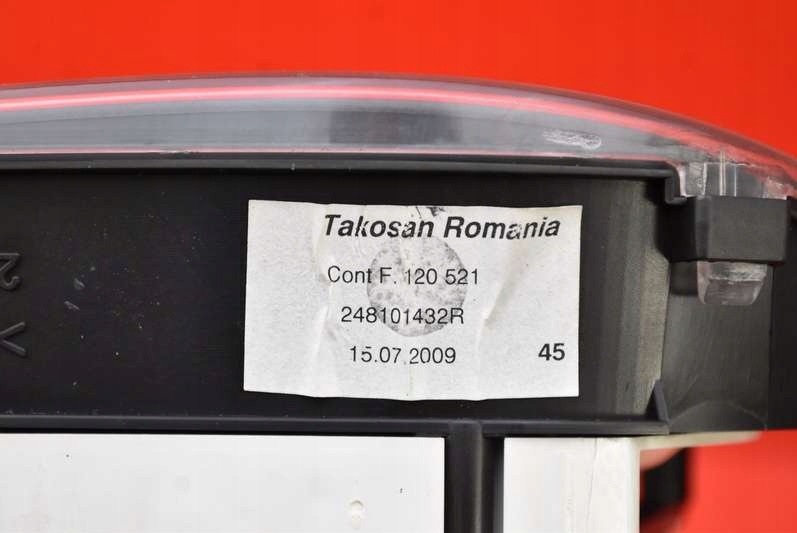 Takosan Romania
Cont F. 120 521
248101432R
15.07.2009 45